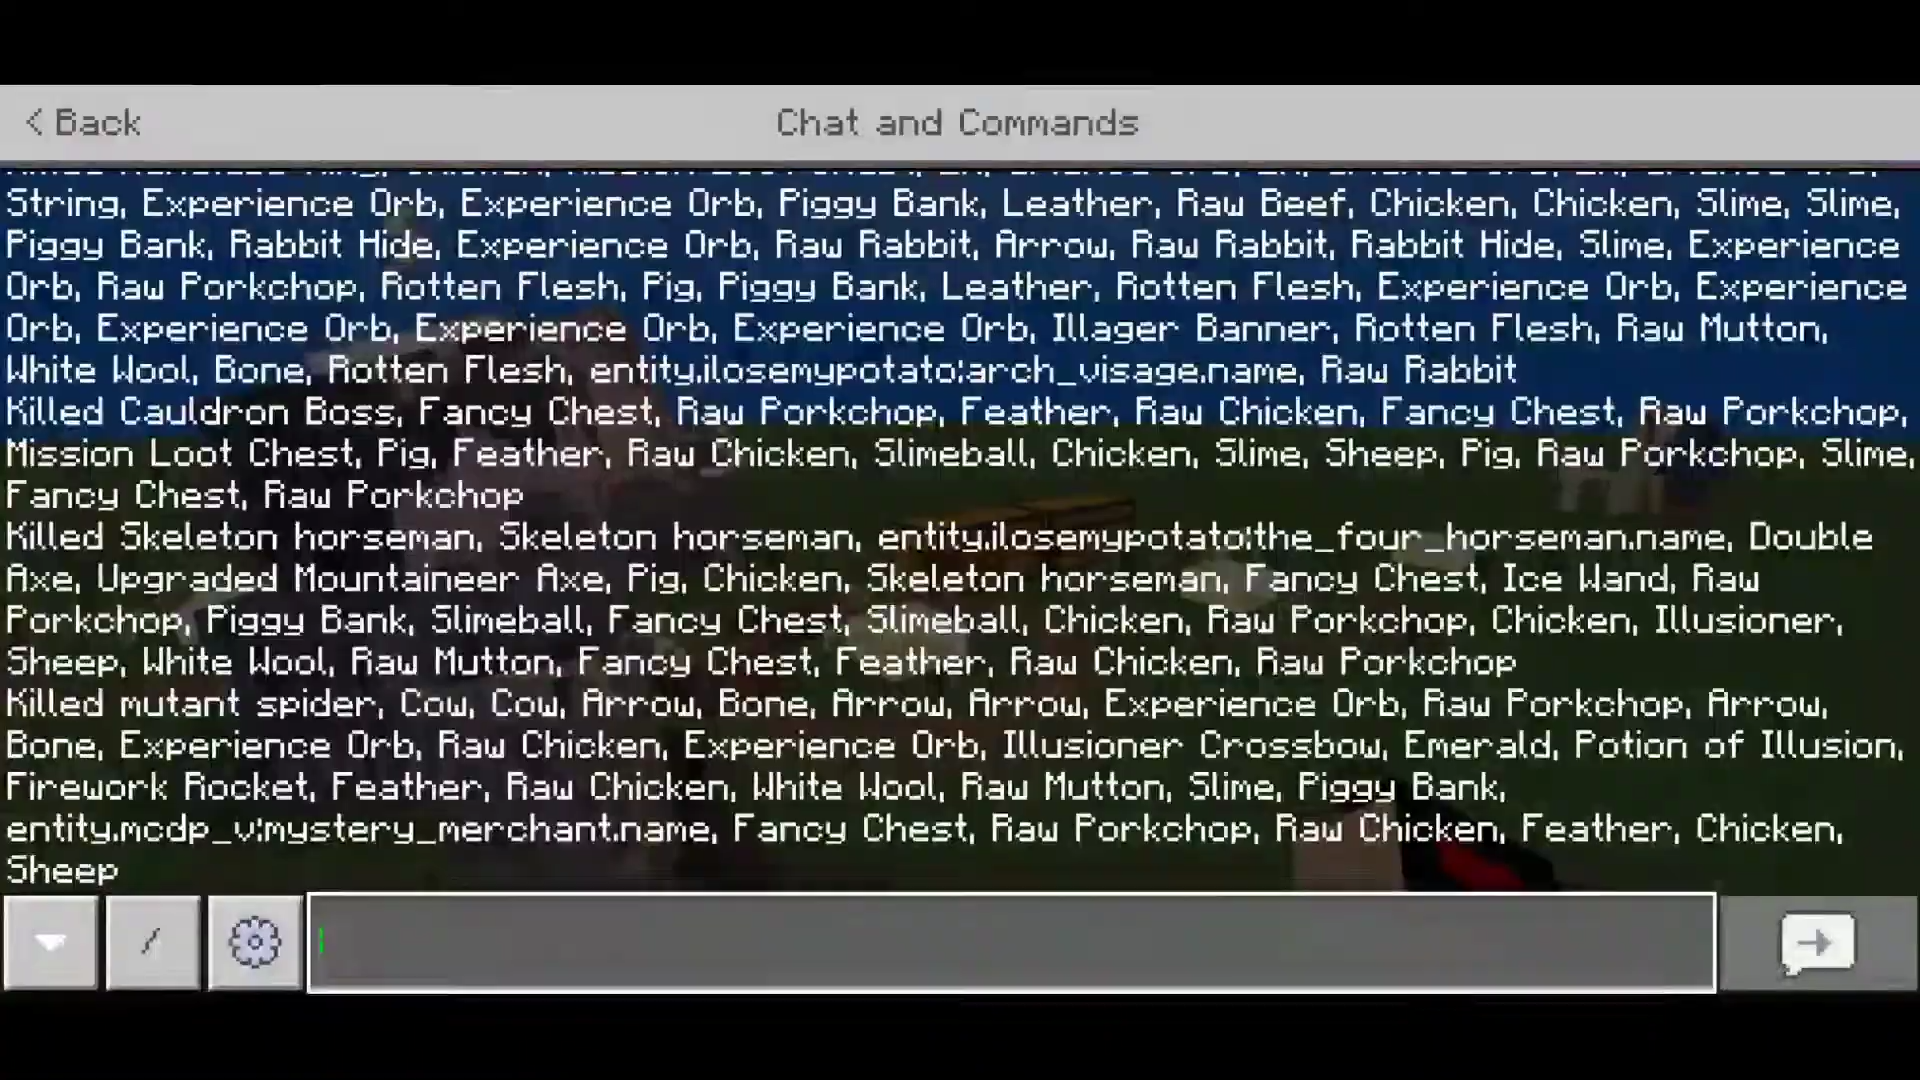 < Back
Chat and Commands
String, Experience Orb, Experience Orb, Piggy Bank, Leather, Raw Beef, Chicken, Chicken, Slime, Slime,
Piggy Bank, Rabbit Hide, Experience Orb, Raw Rabbit, Arrow, Raw Rabbit, Rabbit Hide, Slime, Experience
Orb, Raw Porkchop, Rotten Flesh, Pig, Piggy Bank, Leather, Rotten Flesh, Experience Orb, Experience
Orb, Experience Orb, Experience Orb, Experience Orb, Illager Banner, Rotten Flesh, Raw Mutton,
White Wool, Bone, Rotten Flesh, entity.ilosemypotato:arch_visage.name, Raw Rabbit
Killed Cauldron Boss, Fancy Chest, Raw Porkchop, Feather, Raw Chicken, Fancy Chest, Raw Porkchop,
Mission Loot Chest, Pig, Feather, Raw Chicken, Slimeball, Chicken, Slime, Sheep, Pig, Raw Porkchop, Slime,
Fancy Chest, Raw Porkchop
Killed Skeleton horseman, Skeleton horseman, entity.ilosemypotato:the_four_horseman.name, Double
Axe, Upgraded Mountaineer Axe, Pig, Chicken, Skeleton horseman, Fancy Chest, Ice Wand, Raw
Porkchop, Piggy Bank, Slimeball, Fancy Chest, Slimeball, Chicken, Raw Porkchop, Chicken, Illusioner,
Sheep, White Wool, Raw Mutton, Fancy Chest, Feather, Raw Chicken, Raw Porkchop
Killed mutant spider, Cow, Cow, Arrow, Bone, Arrow, Arrow, Experience Orb, Raw Porkchop, Arrow,
Bone, Experience Orb, Raw Chicken, Experience Orb, Illusioner Crossbow, Emerald, Potion of Illusion,
Firework Rocket, Feather, Raw Chicken, White Wool, Raw Mutton, Slime, Piggy Bank,
entity.mcdp_v:mystery_merchant.name, Fancy Chest, Raw Porkchop, Raw Chicken, Feather, Chicken,
Sheep
/